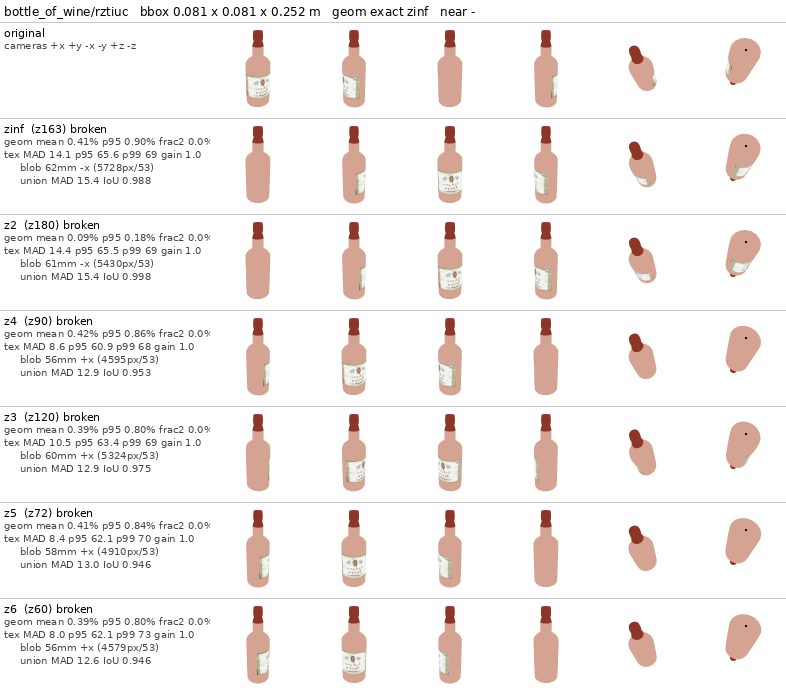 bottle_of_wine/rztiuc bbox 0.081 x 0.081 x 0.252 m geom exact zinf near -
original
cameras +x +y -x -y +z -z
zinf (z163) broken
geom mean 0.41% p95 0.90% frac2 0.0%
tex MAD 14.1 p95 65.6 p99 69 gain 1.0
blob 62mm -x (5728px/53)
union MAD 15.4 IoU 0.988
z2 (z180) broken
geom mean 0.09% p95 0.18% frac2 0.0%
tex MAD 14.4 p95 65.5 p99 69 gain 1.0
blob 61mm -x (5430px/53)
union MAD 15.4 IoU 0.998
z4 (z90) broken
geom mean 0.42% p95 0.86% frac2 0.0%
tex MAD 8.6 p95 60.9 p99 68 gain 1.0
blob 56mm +x (4595px/53)
union MAD 12.9 IoU 0.953
z3 (z120) broken
geom mean 0.39% p95 0.80% frac2 0.0%
tex MAD 10.5 p95 63.4 p99 69 gain 1.0
blob 60mm +x (5324px/53)
union MAD 12.9 IoU 0.975
z5 (z72) broken
geom mean 0.41% p95 0.84% frac2 0.0%
tex MAD 8.4 p95 62.1 p99 70 gain 1.0
blob 58mm +x (4910px/53)
union MAD 13.0 IoU 0.946
z6 (z60) broken
geom mean 0.39% p95 0.80% frac2 0.0%
tex MAD 8.0 p95 62.1 p99 73 gain 1.0
blob 56mm +x (4579px/53)
union MAD 12.6 IoU 0.946